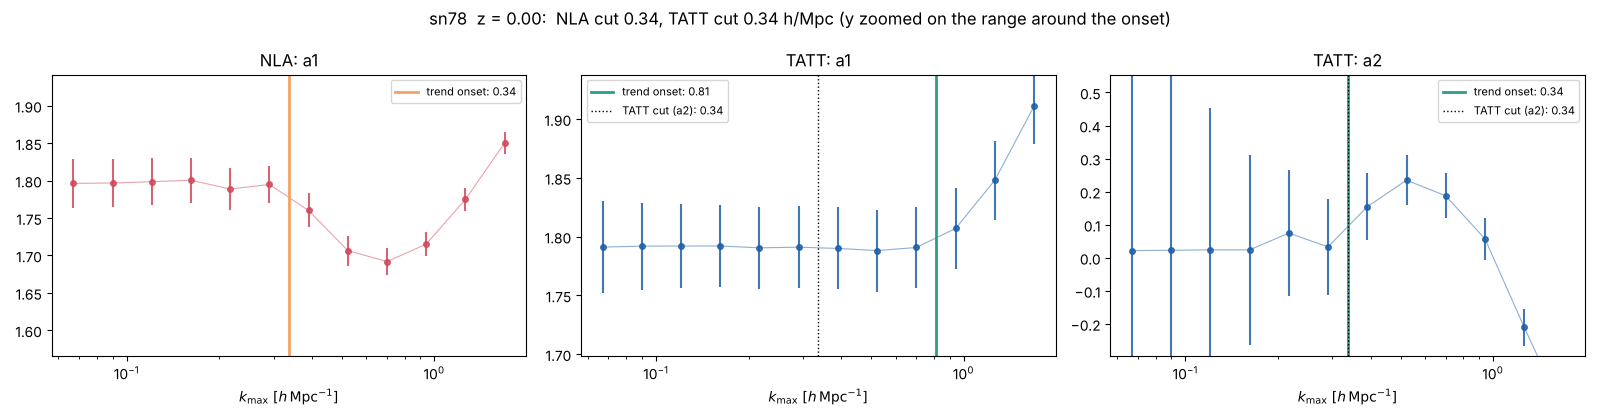 sn78 z = 0.00: NLA cut 0.34, TATT cut 0.34 h/Mpc (y zoomed on the range around the onset)
NLA: a1
trend onset: 0.34
1.90
1.85
1.80
1.75
1.70
1.65
1.60
10⁻¹
10⁰
k_max [h Mpc⁻¹]
TATT: a1
trend onset: 0.81
TATT cut (a2): 0.34
1.90
1.85
1.80
1.75
1.70
10⁻¹
10⁰
k_max [h Mpc⁻¹]
TATT: a2
trend onset: 0.34
TATT cut (a2): 0.34
0.5
0.4
0.3
0.2
0.1
0.0
−0.1
−0.2
10⁻¹
10⁰
k_max [h Mpc⁻¹]